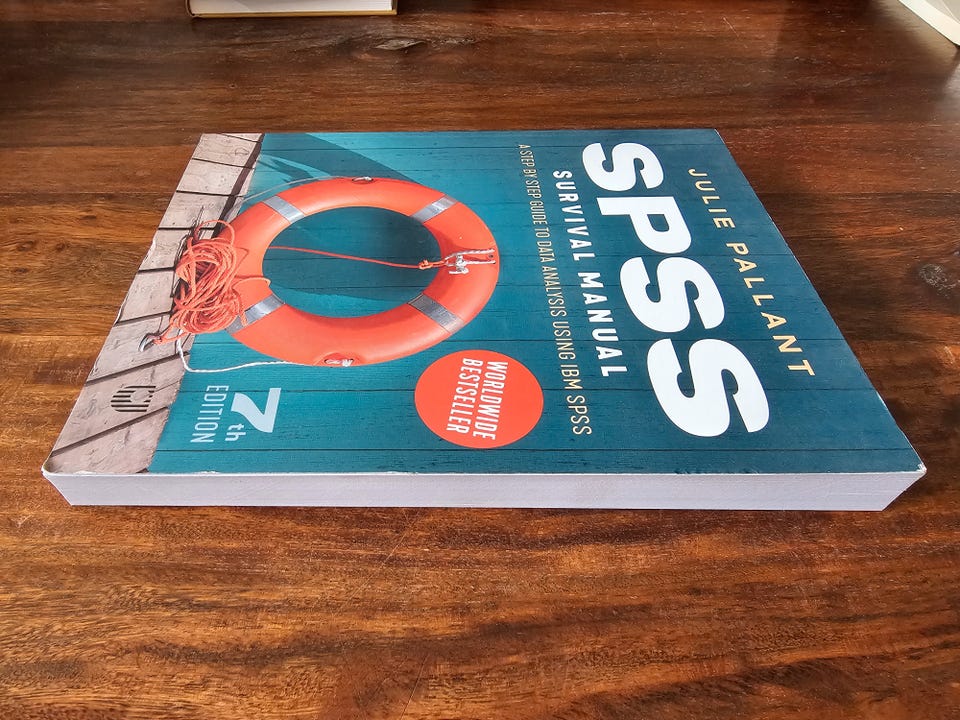 JULIE PALLANT
SPSS
SURVIVAL MANUAL
A STEP BY STEP GUIDE TO DATA ANALYSIS USING IBM SPSS
WORLDWIDE
BESTSELLER
7th
EDITION